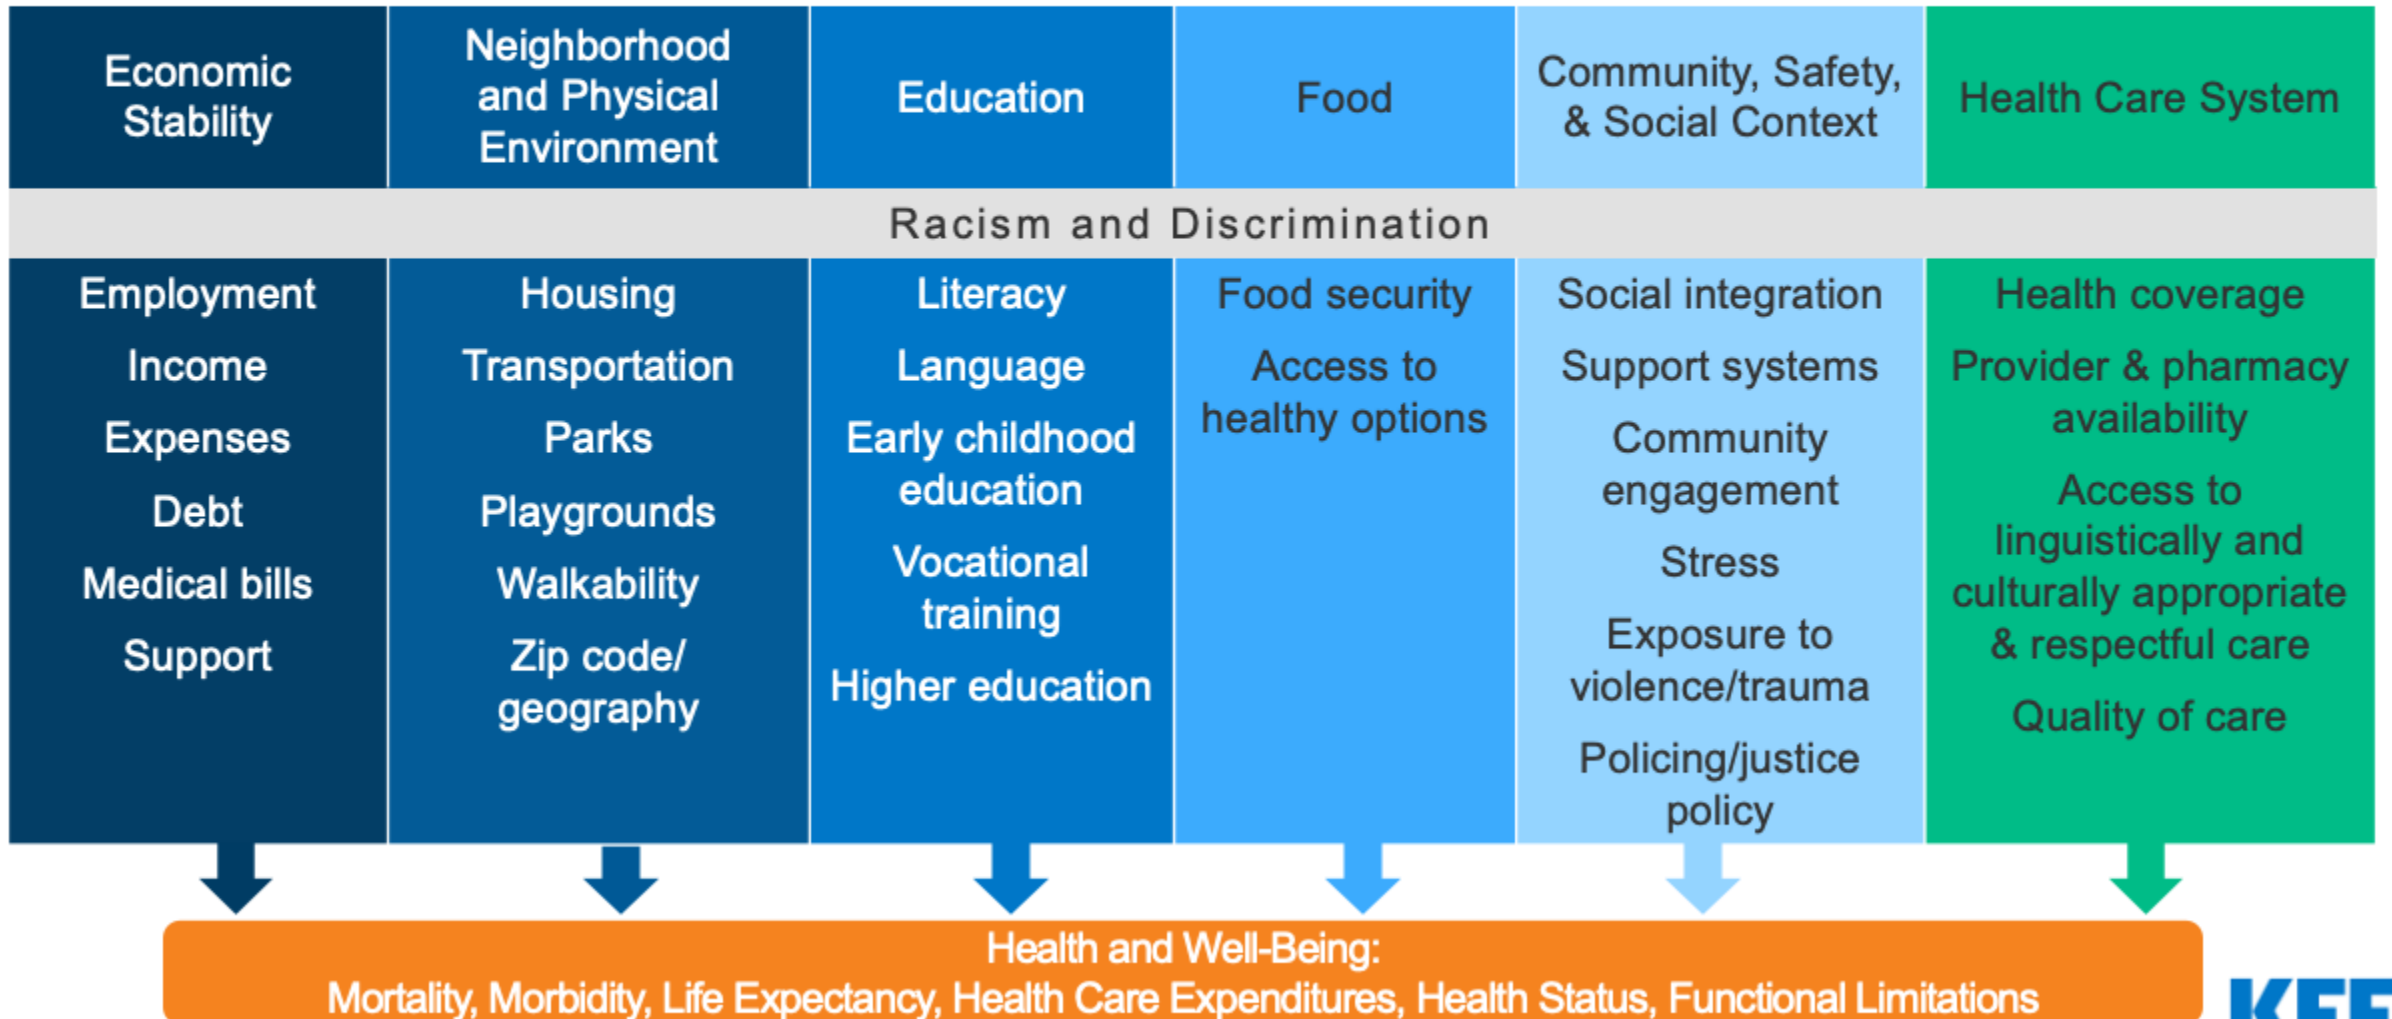 Economic
Stability
Neighborhood
and Physical
Environment
Education
Food
Community, Safety,
& Social Context
Health Care System
Racism and Discrimination
Employment
Income
Expenses
Debt
Medical bills
Support
Housing
Transportation
Parks
Playgrounds
Walkability
Zip code/
geography
Literacy
Language
Early childhood
education
Vocational
training
Higher education
Food security
Access to
healthy options
Social integration
Support systems
Community
engagement
Stress
Exposure to
violence/trauma
Policing/justice
policy
Health coverage
Provider & pharmacy
availability
Access to
linguistically and
culturally appropriate
& respectful care
Quality of care
Health and Well-Being:
Mortality, Morbidity, Life Expectancy, Health Care Expenditures, Health Status, Functional Limitations
KFF